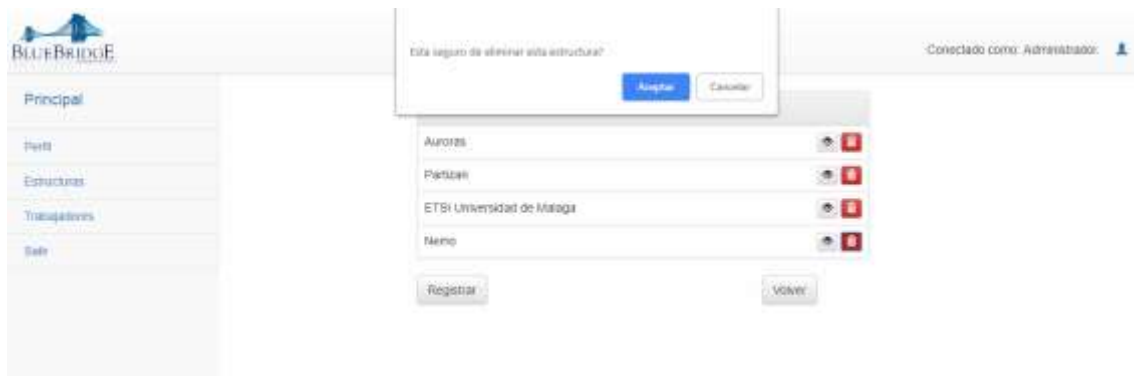 BLUEBRIDGE
Esta seguro de eliminar esta estructura?
Aceptar
Cancelar
Conectado como: Administrador.
Principal
Perfil
Estructuras
Trabajadores
Salir
Auroras
Partizan
ETSI Universidad de Malaga
Nemo
Registrar
Volver